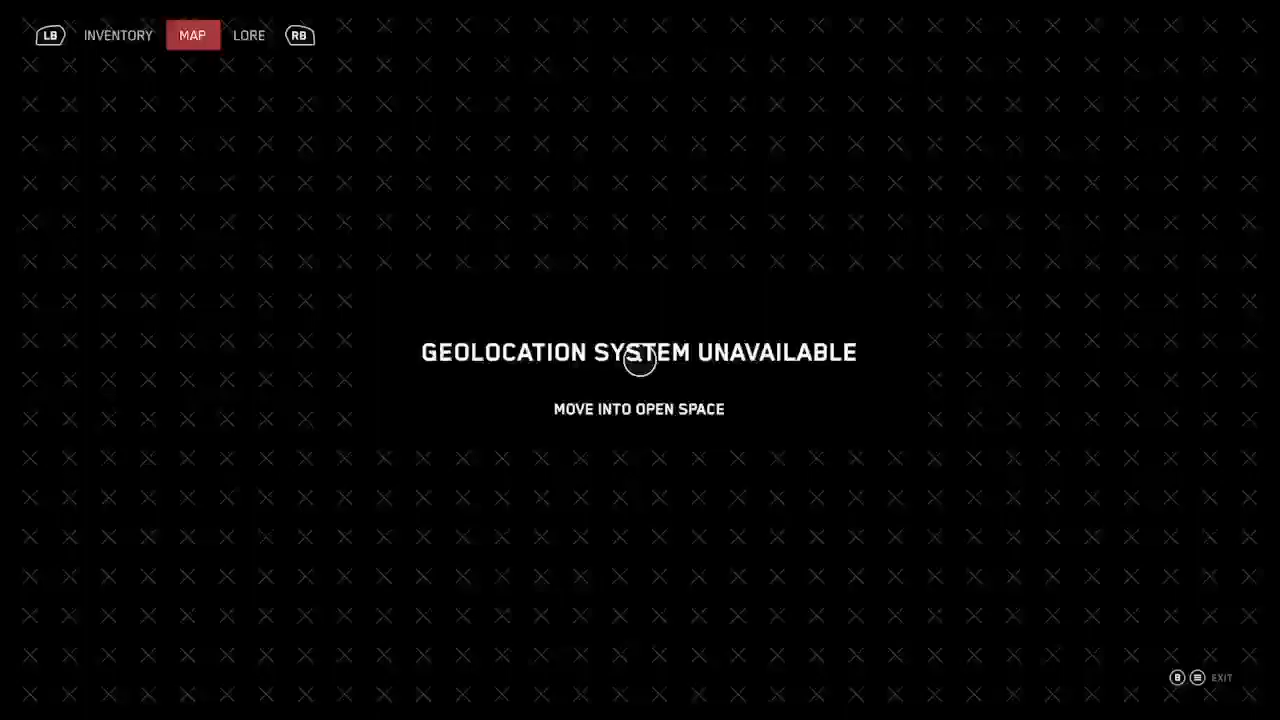 LB INVENTORY MAP LORE RB
GEOLOCATION SYSTEM UNAVAILABLE
MOVE INTO OPEN SPACE
B EXIT